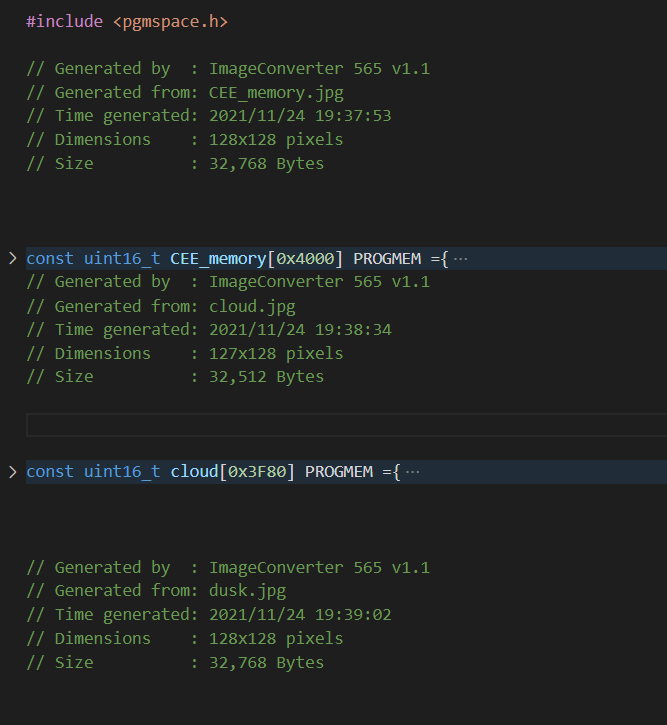 #include <pgmspace.h>
// Generated by  : ImageConverter 565 v1.1
// Generated from: CEE_memory.jpg
// Time generated: 2021/11/24 19:37:53
// Dimensions    : 128x128 pixels
// Size          : 32,768 Bytes
const uint16_t CEE_memory[0x4000] PROGMEM ={ ···
// Generated by  : ImageConverter 565 v1.1
// Generated from: cloud.jpg
// Time generated: 2021/11/24 19:38:34
// Dimensions    : 127x128 pixels
// Size          : 32,512 Bytes
const uint16_t cloud[0x3F80] PROGMEM ={ ···
// Generated by  : ImageConverter 565 v1.1
// Generated from: dusk.jpg
// Time generated: 2021/11/24 19:39:02
// Dimensions    : 128x128 pixels
// Size          : 32,768 Bytes